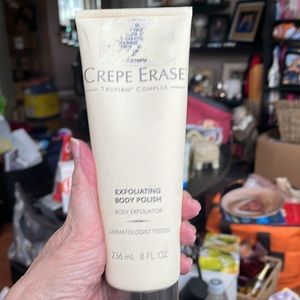 CREPE ERASE
TRUFIRM® COMPLEX
EXFOLIATING
BODY POLISH
BODY EXFOLIATOR
DERMATOLOGIST TESTED
236 mL 8 FL. OZ.